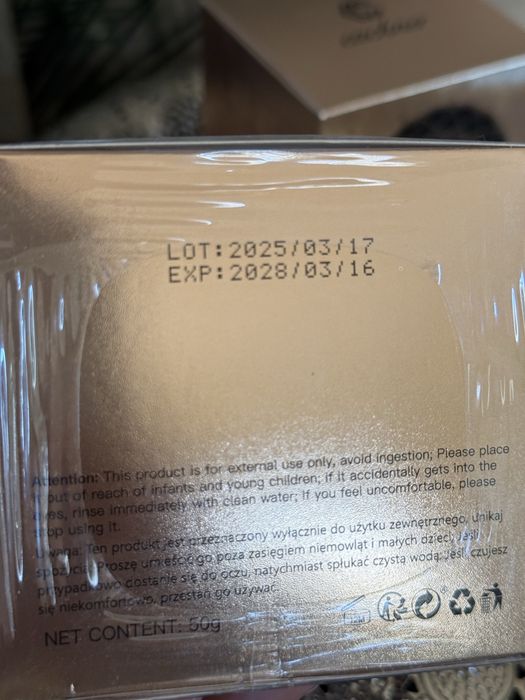 LOT:2025/03/17
EXP:2028/03/16
Attention: This product is for external use only, avoid ingestion; Please place
it out of reach of infants and young children; if it accidentally gets into the
eyes, rinse immediately with clean water; If you feel uncomfortable, please
stop using it.
Uwaga: Ten produkt jest przeznaczony wyłącznie do użytku zewnętrznego, unikaj
spożycia; Proszę umieścić go poza zasięgiem niemowląt i małych dzieci; Jeśli
przypadkowo dostanie się do oczu, natychmiast spłukać czystą wodą; Jeśli czujesz
się niekomfortowo, przestań go używać.
NET CONTENT: 50g